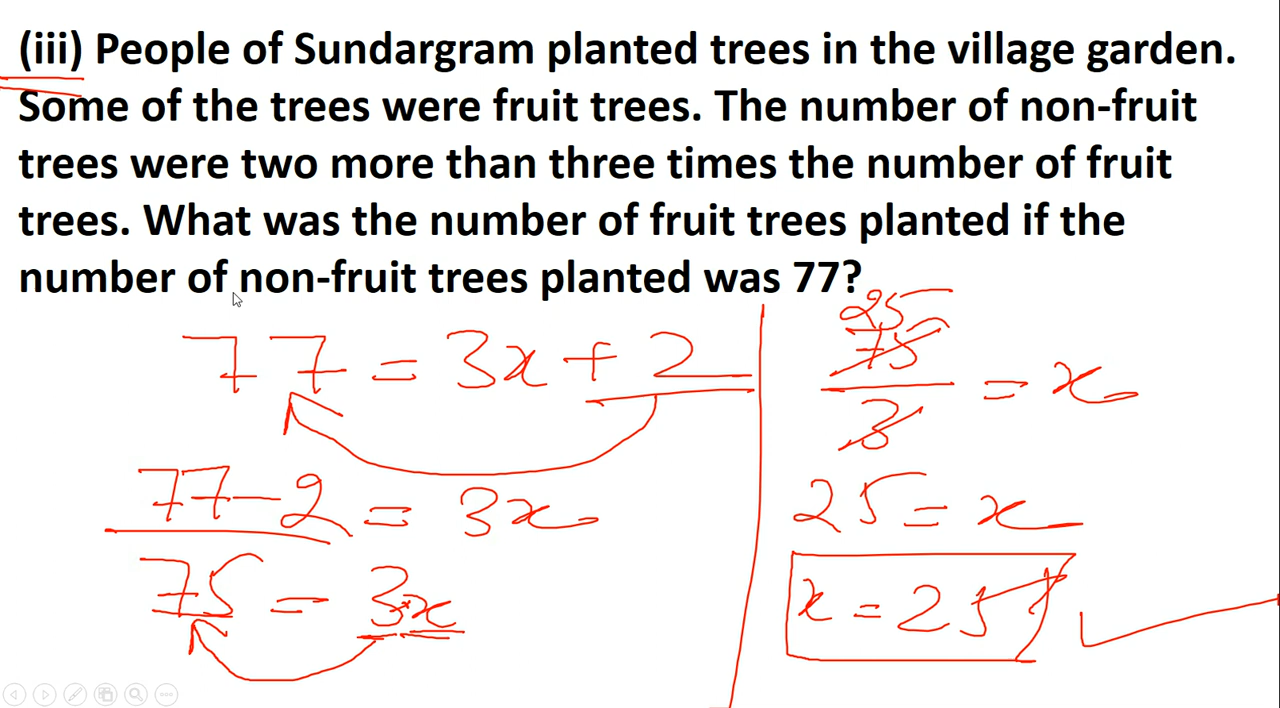 (iii) People of Sundargram planted trees in the village garden.
Some of the trees were fruit trees. The number of non-fruit
trees were two more than three times the number of fruit
trees. What was the number of fruit trees planted if the
number of non-fruit trees planted was 77?
77 = 3x + 2
77 - 2 = 3x
75 = 3x
25
75
3
= x
25 = x
x = 25